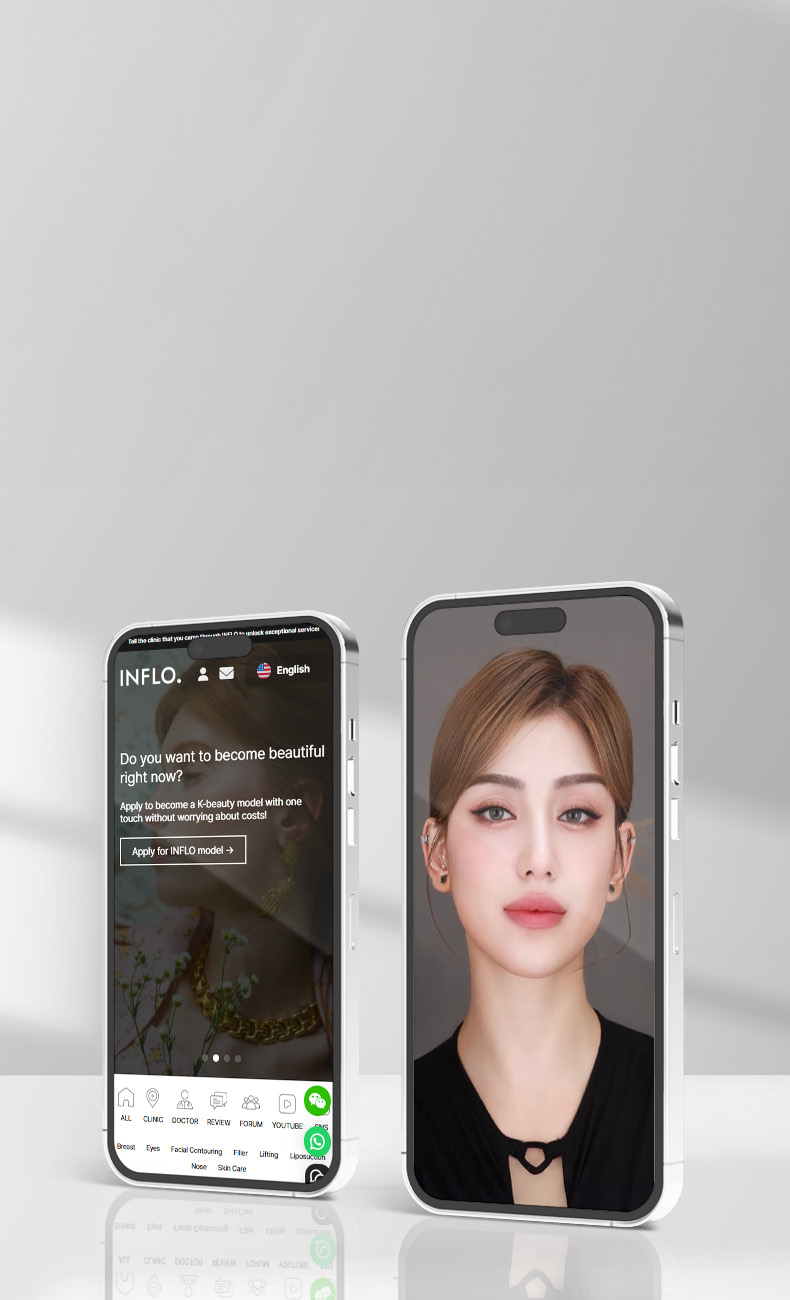 Tell the clinic that you came through INFLO to unlock exceptional services
INFLO.
English
Do you want to become beautiful
right now?
Apply to become a K-beauty model with one
touch without worrying about costs!
Apply for INFLO model →
ALL CLINIC DOCTOR REVIEW FORUM YOUTUBE SNS
Breast Eyes Facial Contouring Filler Lifting Liposuction
Nose Skin Care